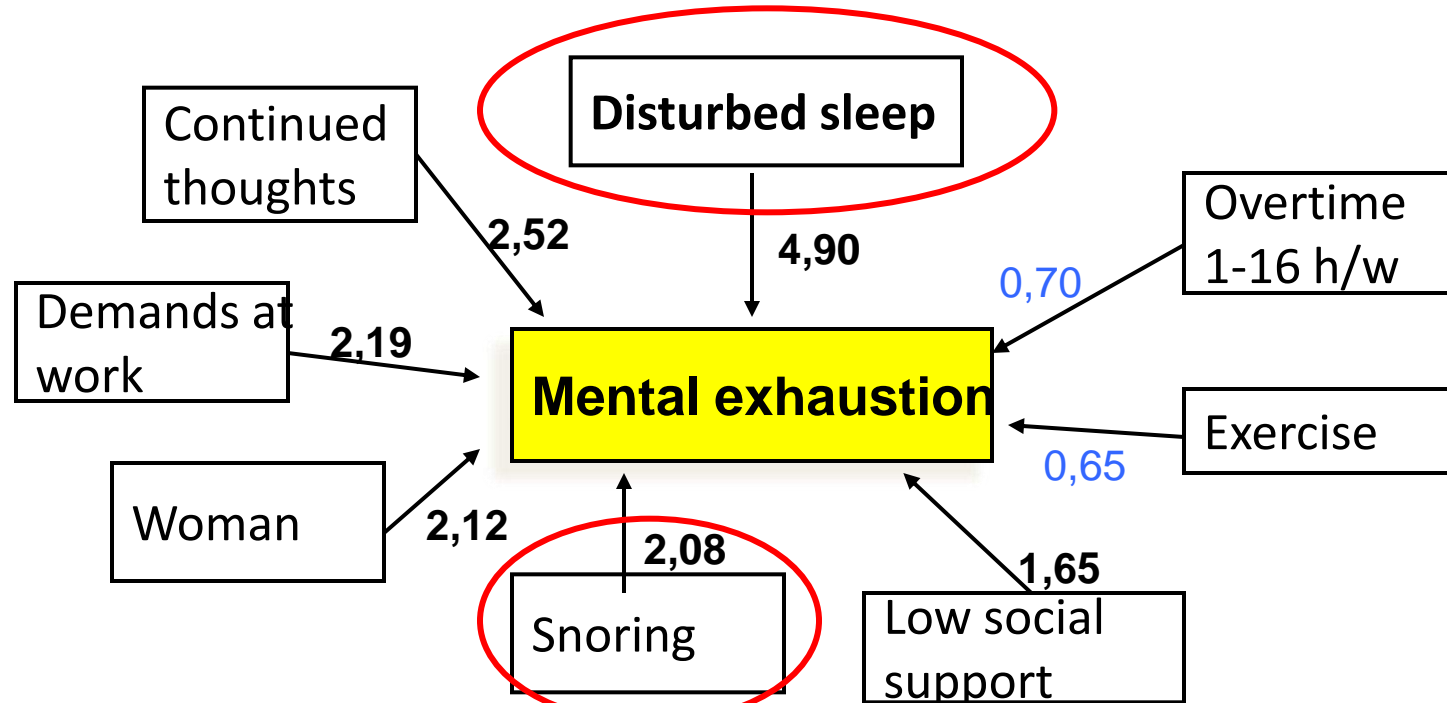 Disturbed sleep
Continued
thoughts
Overtime
1-16 h/w
2,52
4,90
0,70
Demands at
work
2,19
Mental exhaustion
Exercise
0,65
Woman
2,12
2,08
1,65
Snoring
Low social
support